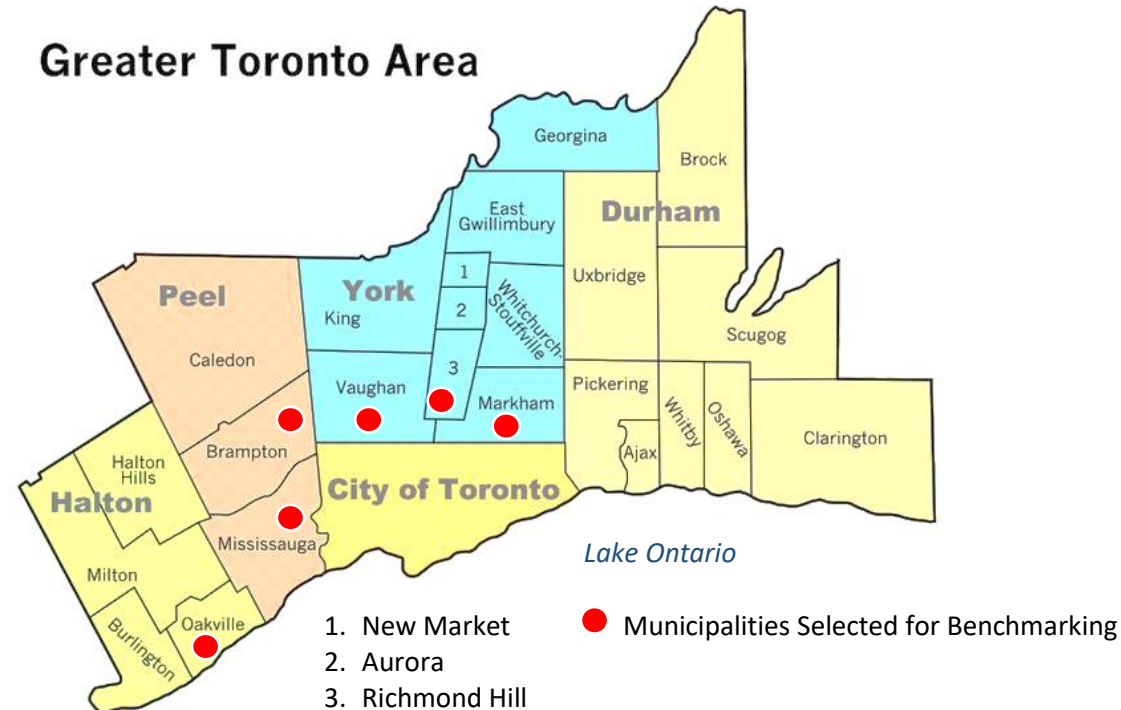 Greater Toronto Area
Georgina
Brock
East
Gwillimbury
Durham
Uxbridge
1
Peel
York
2
Whitchurch-
Stouffville
King
Scugog
Caledon
3
Vaughan
Markham
Pickering
Whitby
Oshawa
Clarington
Ajax
Brampton
Halton
Hills
Halton
City of Toronto
Mississauga
Lake Ontario
Milton
Oakville
Burlington
1. New Market
2. Aurora
3. Richmond Hill
Municipalities Selected for Benchmarking